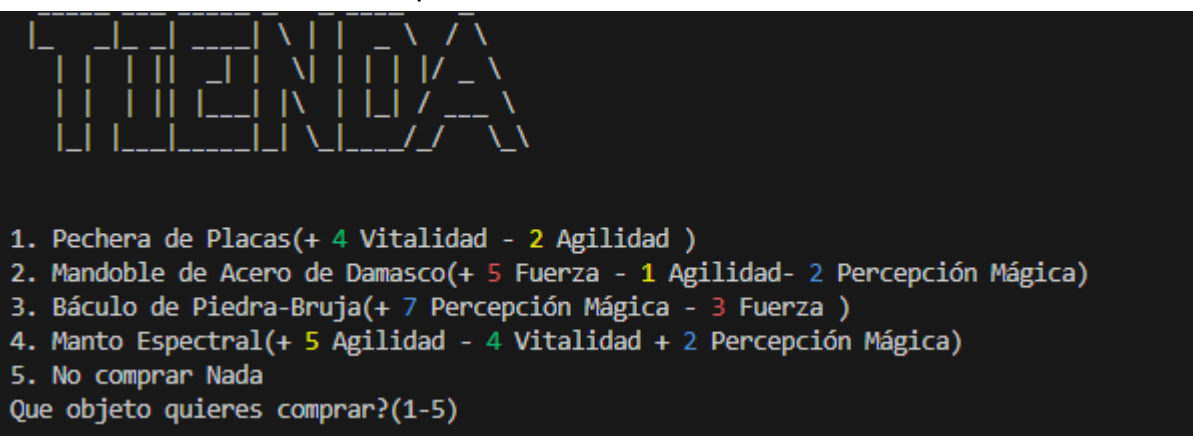 TIENDA
1. Pechera de Placas(+ 4 Vitalidad - 2 Agilidad )
2. Mandoble de Acero de Damasco(+ 5 Fuerza - 1 Agilidad- 2 Percepción Mágica)
3. Báculo de Piedra-Bruja(+ 7 Percepción Mágica - 3 Fuerza )
4. Manto Espectral(+ 5 Agilidad - 4 Vitalidad + 2 Percepción Mágica)
5. No comprar Nada
Que objeto quieres comprar?(1-5)